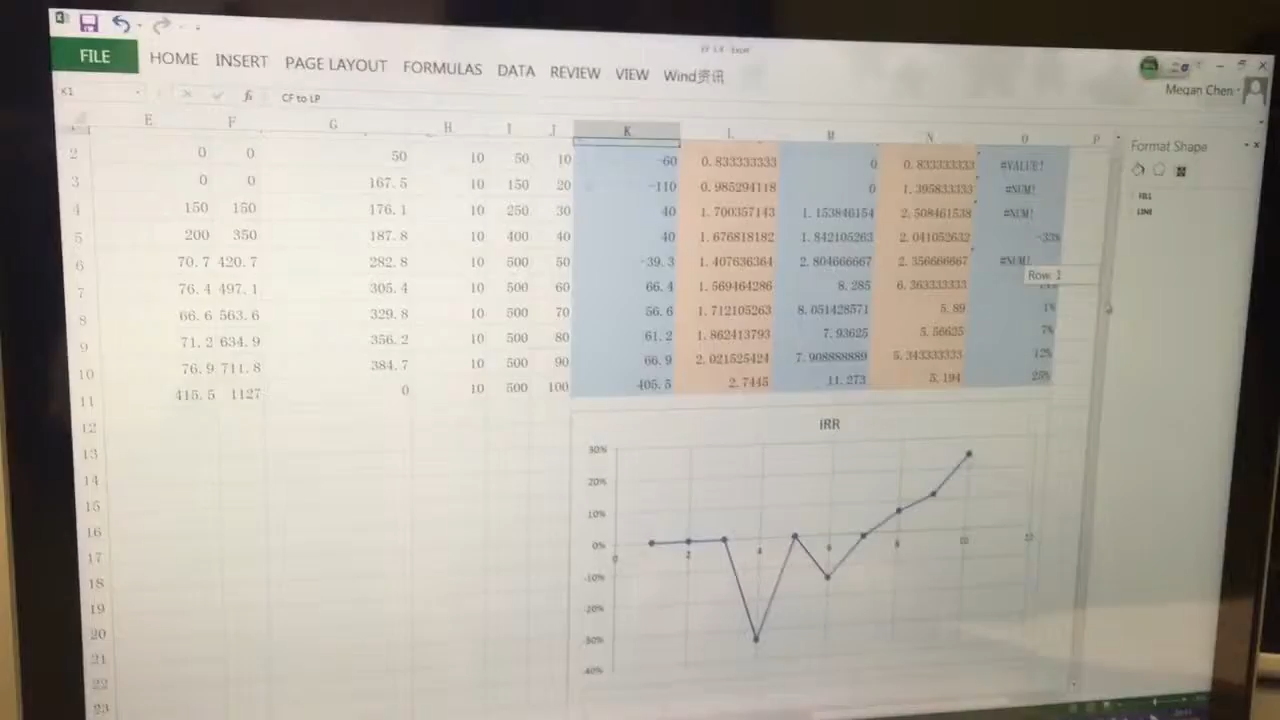 FILE HOME INSERT PAGE LAYOUT FORMULAS DATA REVIEW VIEW Wind资讯
Megan Chen
K1 CF to LP
E F G H I J K L M N O P
2 0 0 50 10 50 10 -60 0.833333333 0 0.833333333 #VALUE!
3 0 0 167.5 10 150 20 -110 0.985294118 0 1.395833333 #NUM!
4 150 150 176.1 10 250 30 40 1.700357143 1.153846154 2.508461538 #NUM!
5 200 350 187.8 10 400 40 40 1.676818182 1.842105263 2.041052632 -33%
6 70.7 420.7 282.8 10 500 50 -39.3 1.407636364 2.804666667 2.356666667 #NUM!
7 76.4 497.1 305.4 10 500 60 66.4 1.569464286 8.285 6.363333333
8 66.6 563.6 329.8 10 500 70 56.6 1.712105263 8.051428571 5.89 1%
9 71.2 634.9 356.2 10 500 80 61.2 1.862413793 7.93625 5.56625 7%
10 76.9 711.8 384.7 10 500 90 66.9 2.021525424 7.908888889 5.343333333 12%
11 415.5 1127 0 10 500 100 405.5 2.7445 11.273 5.194 25%
12
13
14
15
16
17
18
19
20
21
22
23
Row: 1
IRR
30%
20%
10%
0%
-10%
-20%
-30%
-40%
0 2 4 6 8 10 12
Format Shape
FILL
LINE